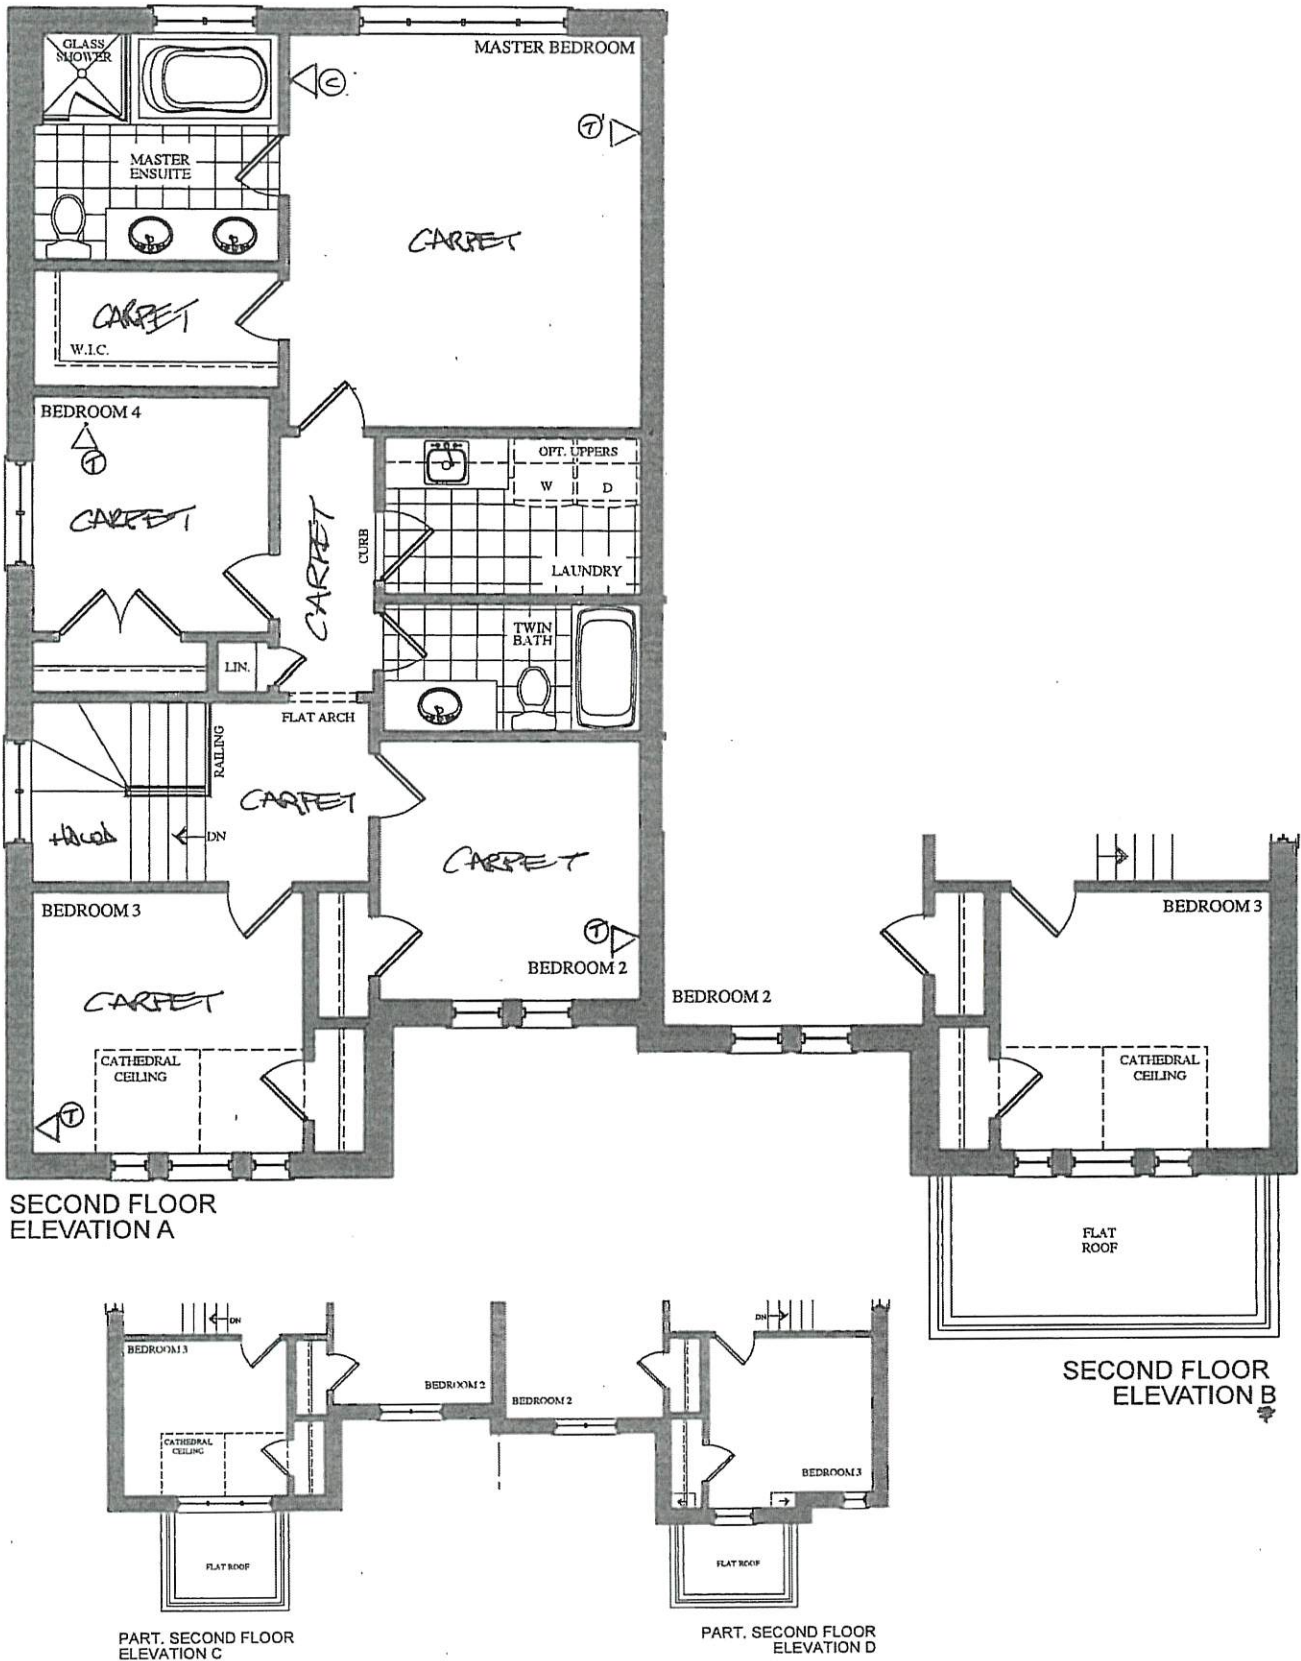 GLASS
SHOWER
MASTER BEDROOM
C
T
MASTER
ENSUITE
CARPET
CARPET
W.I.C.
BEDROOM 4
T
OPT. UPPERS
W D
CARPET
CARPET
CURB
LAUNDRY
TWIN
BATH
LIN.
FLAT ARCH
RAILING
CARPET
DN
CARPET
BEDROOM 3
T
BEDROOM 2
CARPET
CATHEDRAL
CEILING
T
SECOND FLOOR
ELEVATION A
BEDROOM 3
BEDROOM 2
CATHEDRAL
CEILING
FLAT
ROOF
SECOND FLOOR
ELEVATION B
DN
BEDROOM 3
BEDROOM 2
CATHEDRAL
CEILING
FLAT ROOF
PART. SECOND FLOOR
ELEVATION C
DN
BEDROOM 2
BEDROOM 3
FLAT ROOF
PART. SECOND FLOOR
ELEVATION D